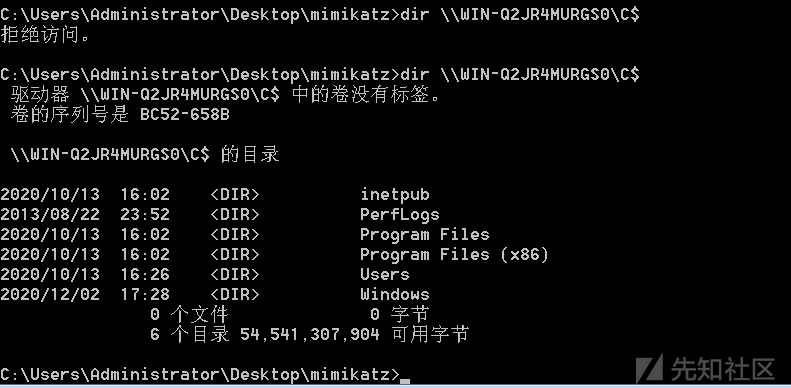 C:\Users\Administrator\Desktop\mimikatz>dir \\WIN-Q2JR4MURGS0\C$
拒绝访问。
C:\Users\Administrator\Desktop\mimikatz>dir \\WIN-Q2JR4MURGS0\C$
驱动器 \\WIN-Q2JR4MURGS0\C$ 中的卷没有标签。
卷的序列号是 BC52-658B
\\WIN-Q2JR4MURGS0\C$ 的目录
2020/10/13  16:02    <DIR>          inetpub
2013/08/22  23:52    <DIR>          PerfLogs
2020/10/13  16:02    <DIR>          Program Files
2020/10/13  16:02    <DIR>          Program Files (x86)
2020/10/13  16:26    <DIR>          Users
2020/12/02  17:28    <DIR>          Windows
0 个文件              0 字节
6 个目录 54,541,307,904 可用字节
C:\Users\Administrator\Desktop\mimikatz>_
先知社区